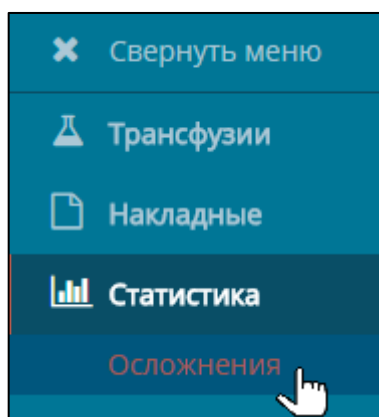 Свернуть меню
Трансфузии
Накладные
Статистика
Осложнения